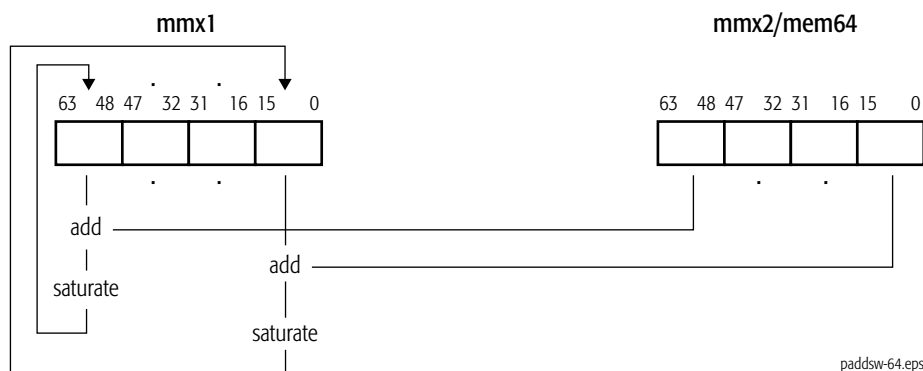 mmx1 mmx2/mem64
. .
63 48 47 32 31 16 15 0 63 48 47 32 31 16 15 0
. . . .
add
add
saturate
saturate
paddsw-64.eps